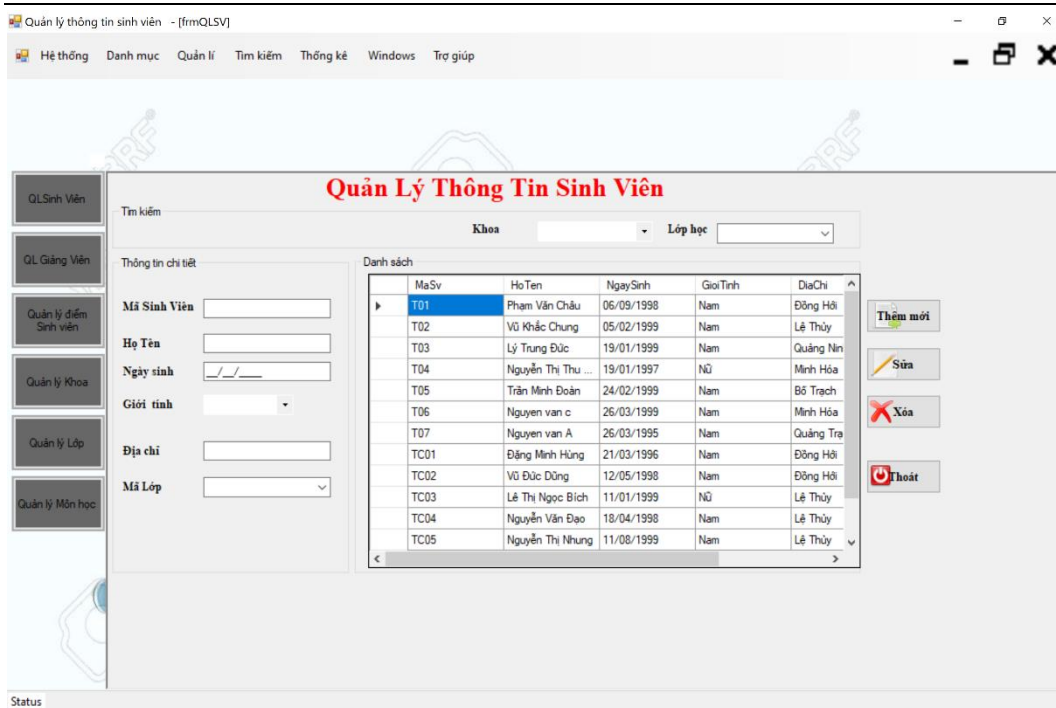 Quản lý thông tin sinh viên - [frmQLSV]
Hệ thống Danh mục Quản lí Tìm kiếm Thống kê Windows Trợ giúp
QLSinh Viên
QL Giảng Viên
Quản lý điểm
Sinh viên
Quản lý Khoa
Quản lý Lớp
Quản lý Môn học
Quản Lý Thông Tin Sinh Viên
Tìm kiếm
Khoa Lớp học
Thông tin chi tiết
Mã Sinh Viên
Họ Tên
Ngày sinh __/__/____
Giới tính
Địa chỉ
Mã Lớp
Danh sách
MaSv HoTen NgaySinh GioiTinh DiaChi
T01 Phạm Văn Châu 06/09/1998 Nam Đồng Hới
T02 Vũ Khắc Chung 05/02/1999 Nam Lệ Thủy
T03 Lý Trung Đức 19/01/1999 Nam Quảng Nin
T04 Nguyễn Thị Thu ... 19/01/1997 Nữ Minh Hóa
T05 Trần Minh Đoàn 24/02/1999 Nam Bố Trạch
T06 Nguyen van c 26/03/1999 Nam Minh Hóa
T07 Nguyen van A 26/03/1995 Nam Quảng Trạ
TC01 Đặng Minh Hùng 21/03/1996 Nam Đồng Hới
TC02 Vũ Đức Dũng 12/05/1998 Nam Đồng Hới
TC03 Lê Thị Ngọc Bích 11/01/1999 Nữ Lệ Thủy
TC04 Nguyễn Văn Đạo 18/04/1998 Nam Lệ Thủy
TC05 Nguyễn Thị Nhung 11/08/1999 Nam Lệ Thủy
Thêm mới
Sửa
Xóa
Thoát
Status